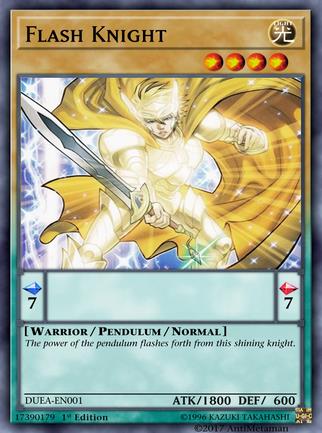 FLASH KNIGHT
LIGHT
光
7
7
[WARRIOR / PENDULUM / NORMAL]
The power of the pendulum flashes forth from this shining knight.
DUEA-EN001
ATK/1800 DEF/ 600
17390179 1st Edition
©1996 KAZUKI TAKAHASHI
©2017 AntiMetaman